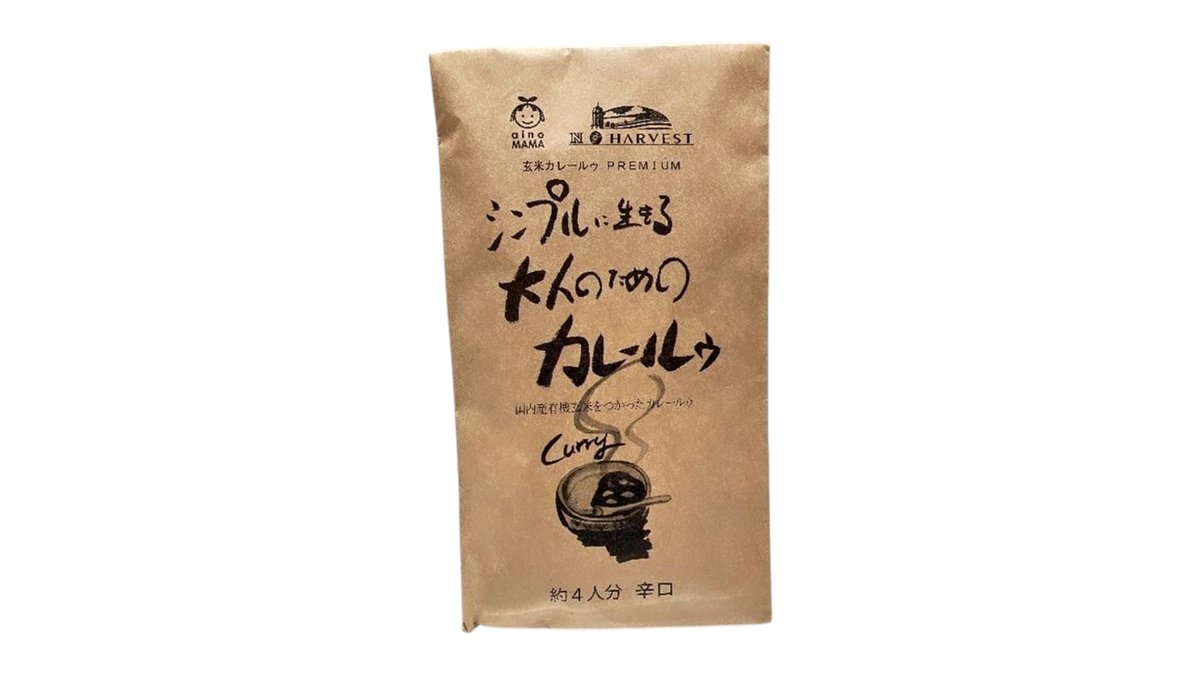 aino
MAMA
N HARVEST
玄米カレールゥ PREMIUM
シンプルに生きる
大人のための
カレールゥ
国内産有機玄米をつかったカレールゥ
Curry
約4人分 辛口